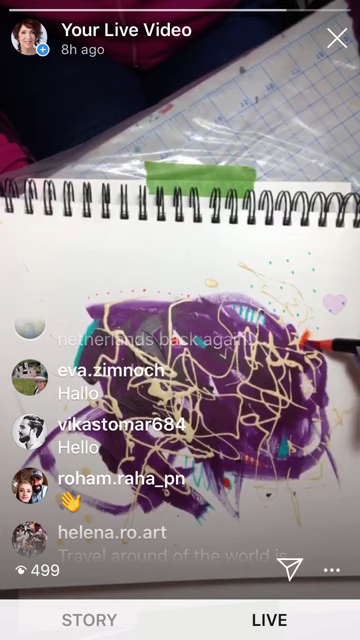 Your Live Video
8h ago
netherlands back again
eva.zimnoch
Hallo
vikastomar684
Hello
roham.raha_pn
👋
helena.ro.art
Travel around of the world is
499
STORY
LIVE